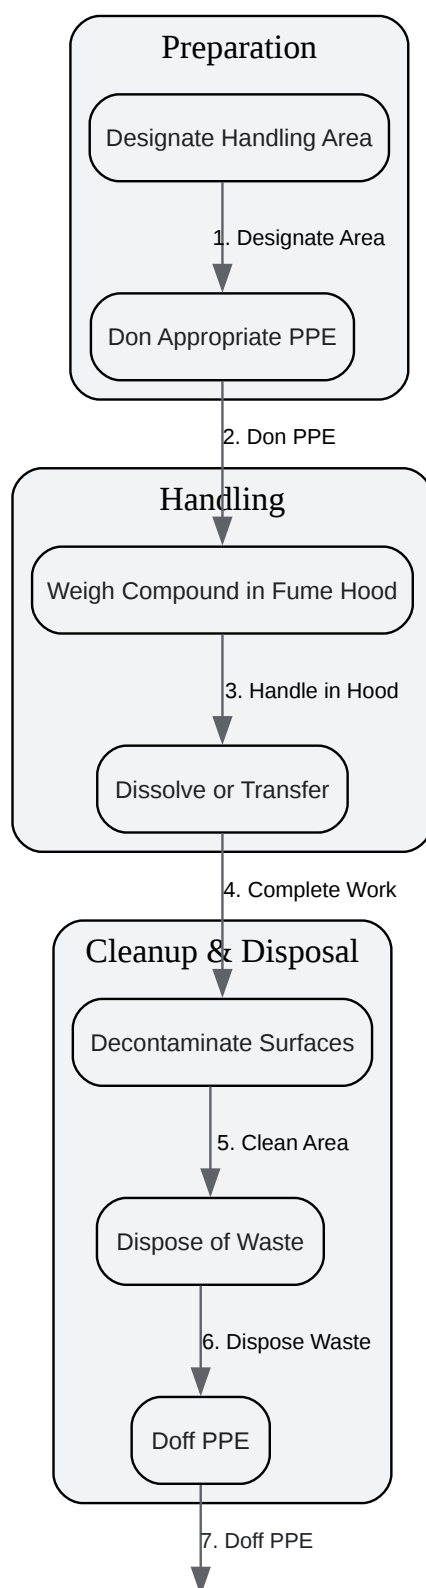 Preparation
Designate Handling Area
1. Designate Area
Don Appropriate PPE
2. Don PPE
Handling
Weigh Compound in Fume Hood
3. Handle in Hood
Dissolve or Transfer
4. Complete Work
Cleanup & Disposal
Decontaminate Surfaces
5. Clean Area
Dispose of Waste
6. Dispose Waste
Doff PPE
7. Doff PPE